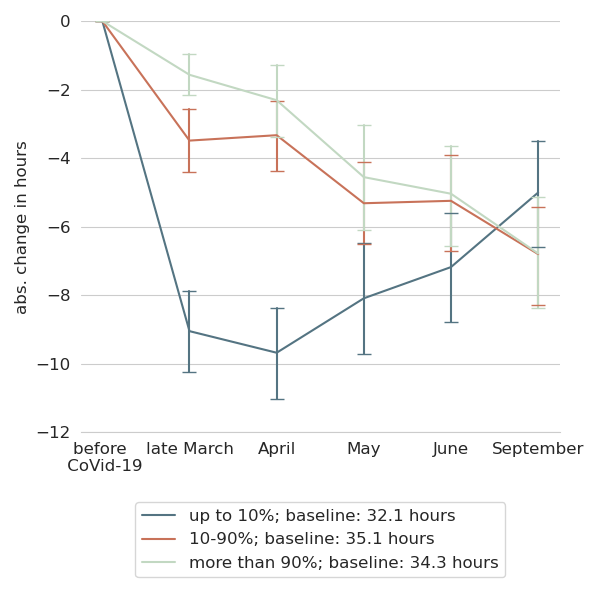 0
−2
−4
−6
−8
−10
−12
abs. change in hours
before late March April May June September
CoVid-19
up to 10%; baseline: 32.1 hours
10-90%; baseline: 35.1 hours
more than 90%; baseline: 34.3 hours